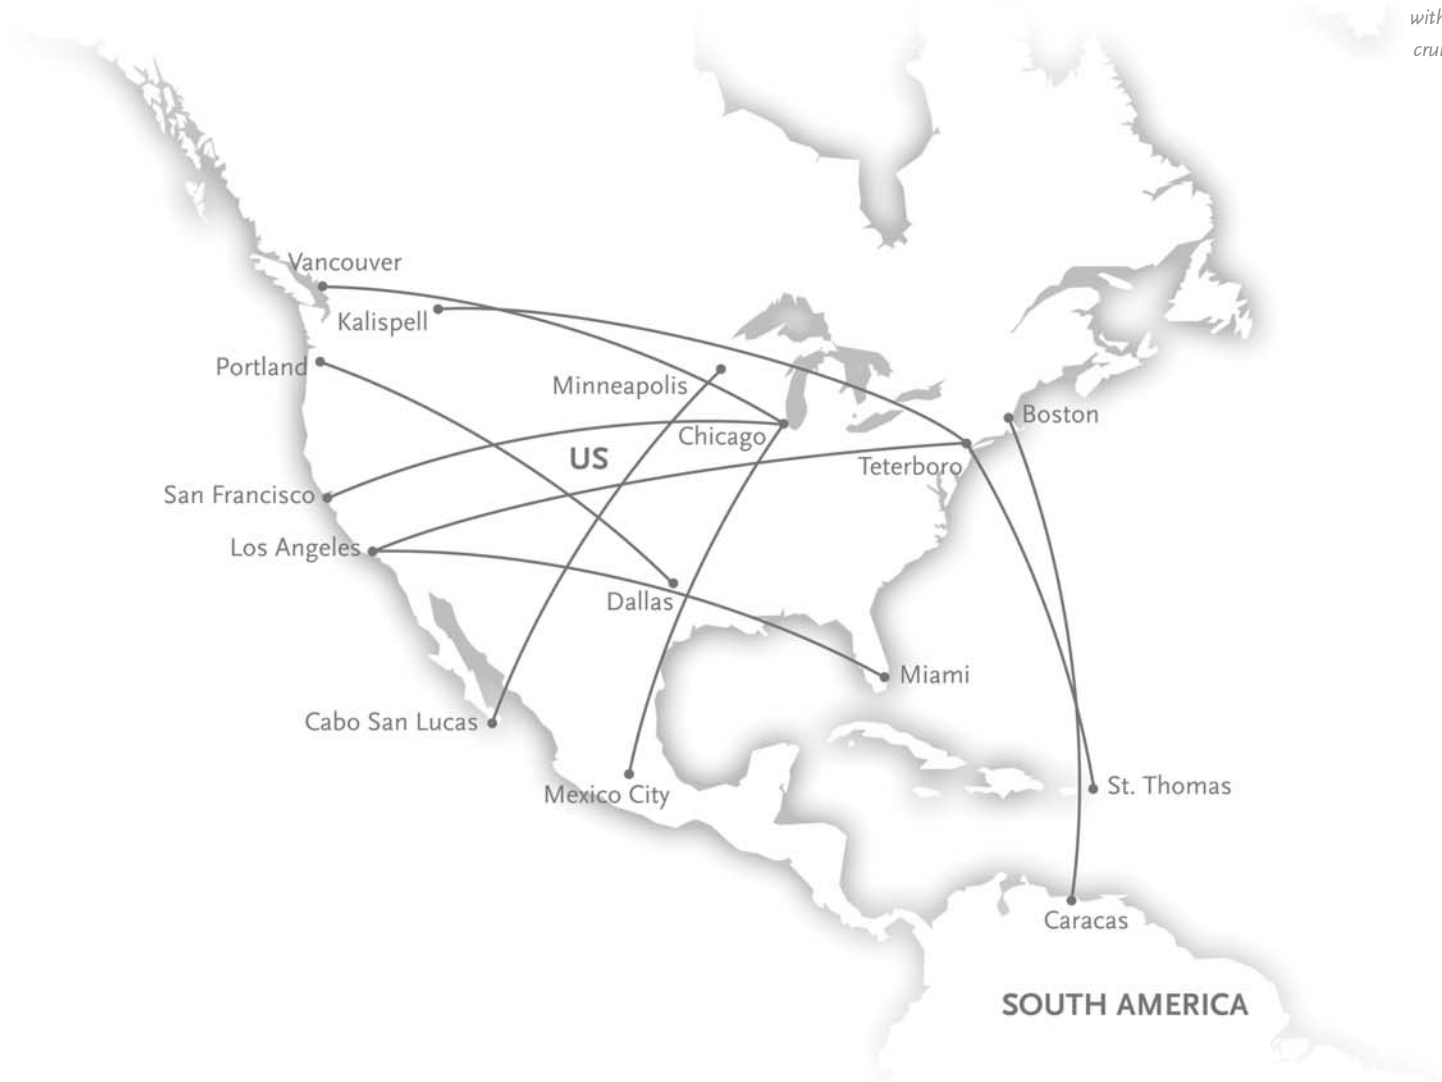 with
Vancouver
Kalispell
Portland
Minneapolis
Boston
Chicago
US
Teterboro
San Francisco
Los Angeles
Dallas
Miami
Cabo San Lucas
Mexico City
St. Thomas
Caracas
SOUTH AMERICA